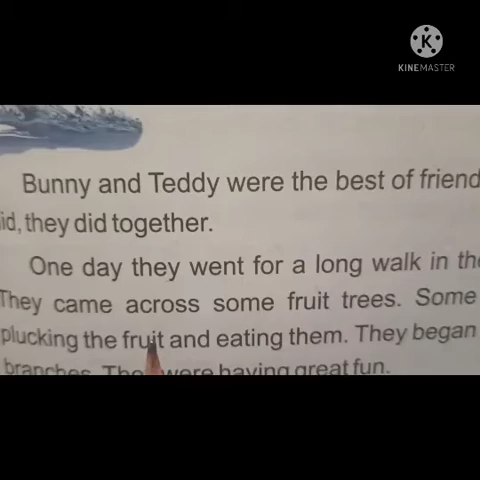 KINEMASTER
Bunny and Teddy were the best of friend
id, they did together.
One day they went for a long walk in the
They came across some fruit trees. Some
plucking the fruit and eating them. They began
branches. They were having great fun.